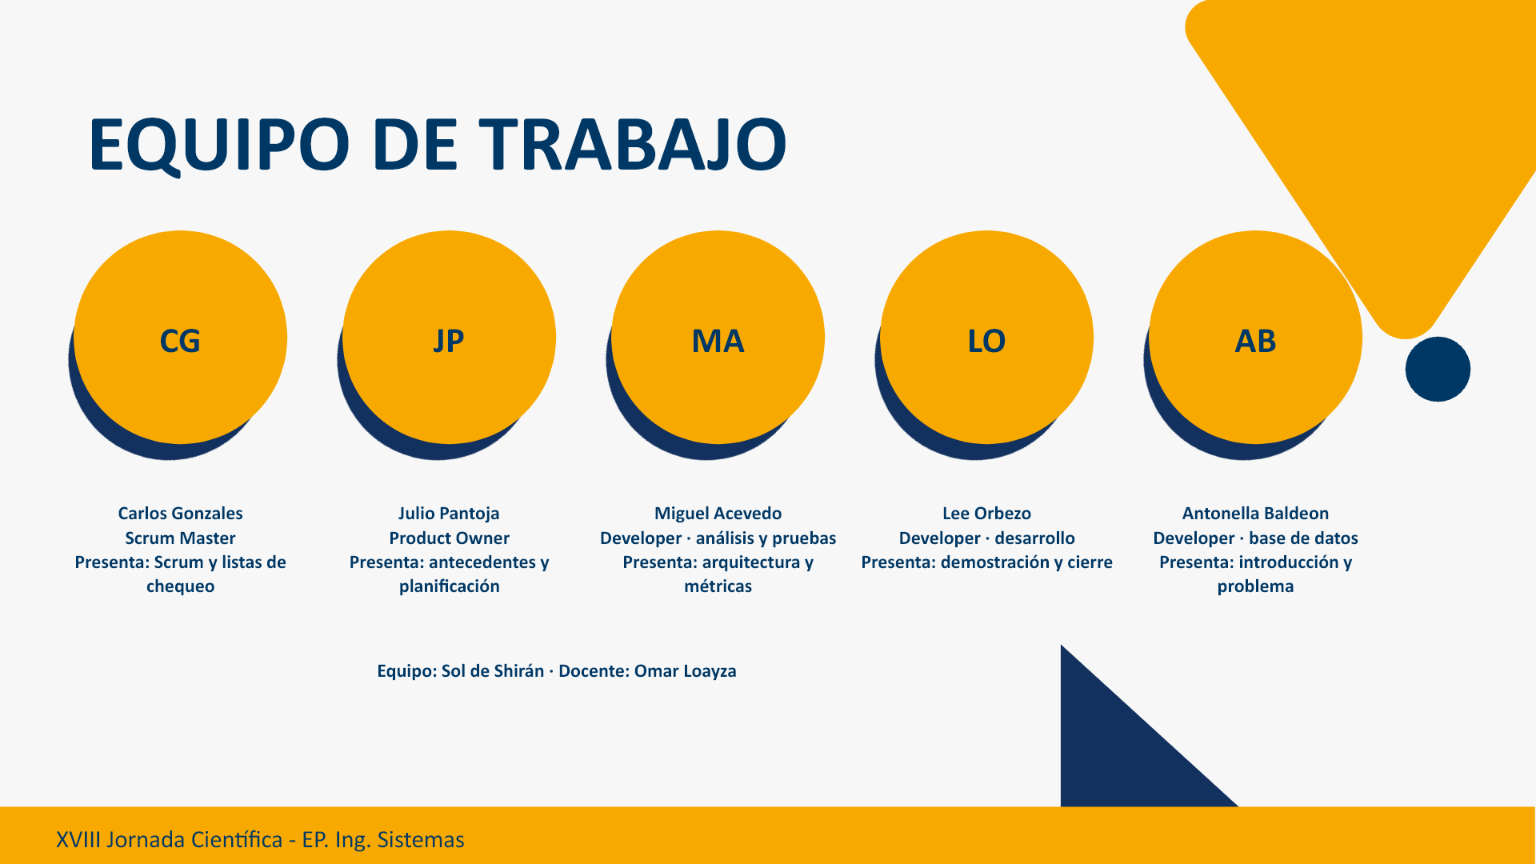 EQUIPO DE TRABAJO
CG
JP
MA
LO
AB
Carlos Gonzales
Scrum Master
Presenta: Scrum y listas de
chequeo
Julio Pantoja
Product Owner
Presenta: antecedentes y
planificación
Miguel Acevedo
Developer · análisis y pruebas
Presenta: arquitectura y
métricas
Lee Orbezo
Developer · desarrollo
Presenta: demostración y cierre
Antonella Baldeon
Developer · base de datos
Presenta: introducción y
problema
Equipo: Sol de Shirán · Docente: Omar Loayza
XVIII Jornada Científica - EP. Ing. Sistemas